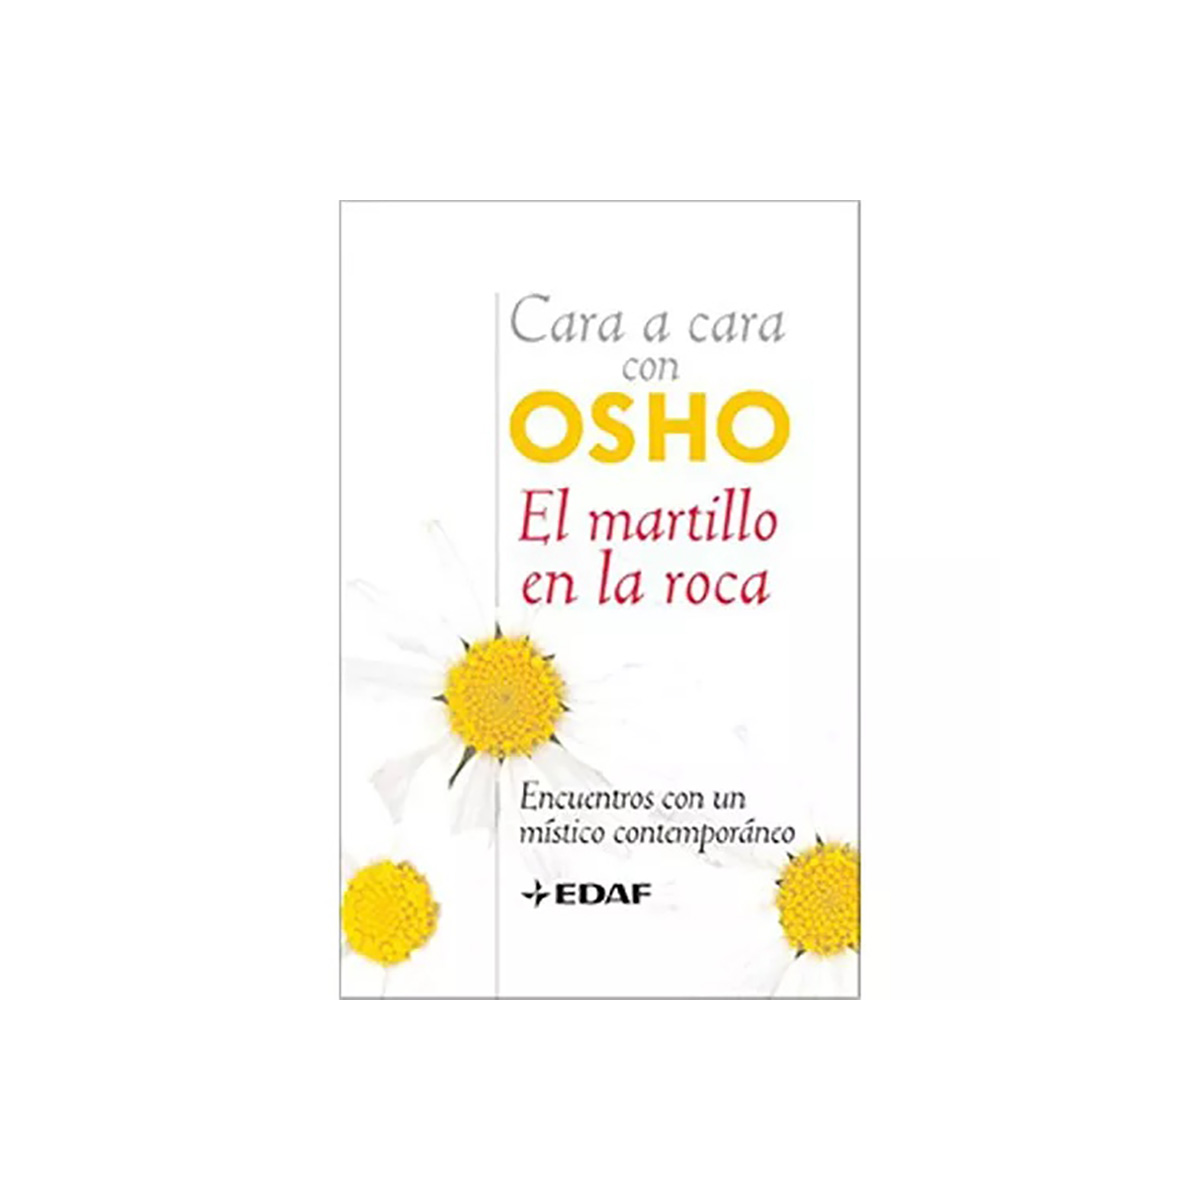 Cara a cara
con
OSHO
El martillo
en la roca
Encuentros con un
místico contemporáneo
EDAF